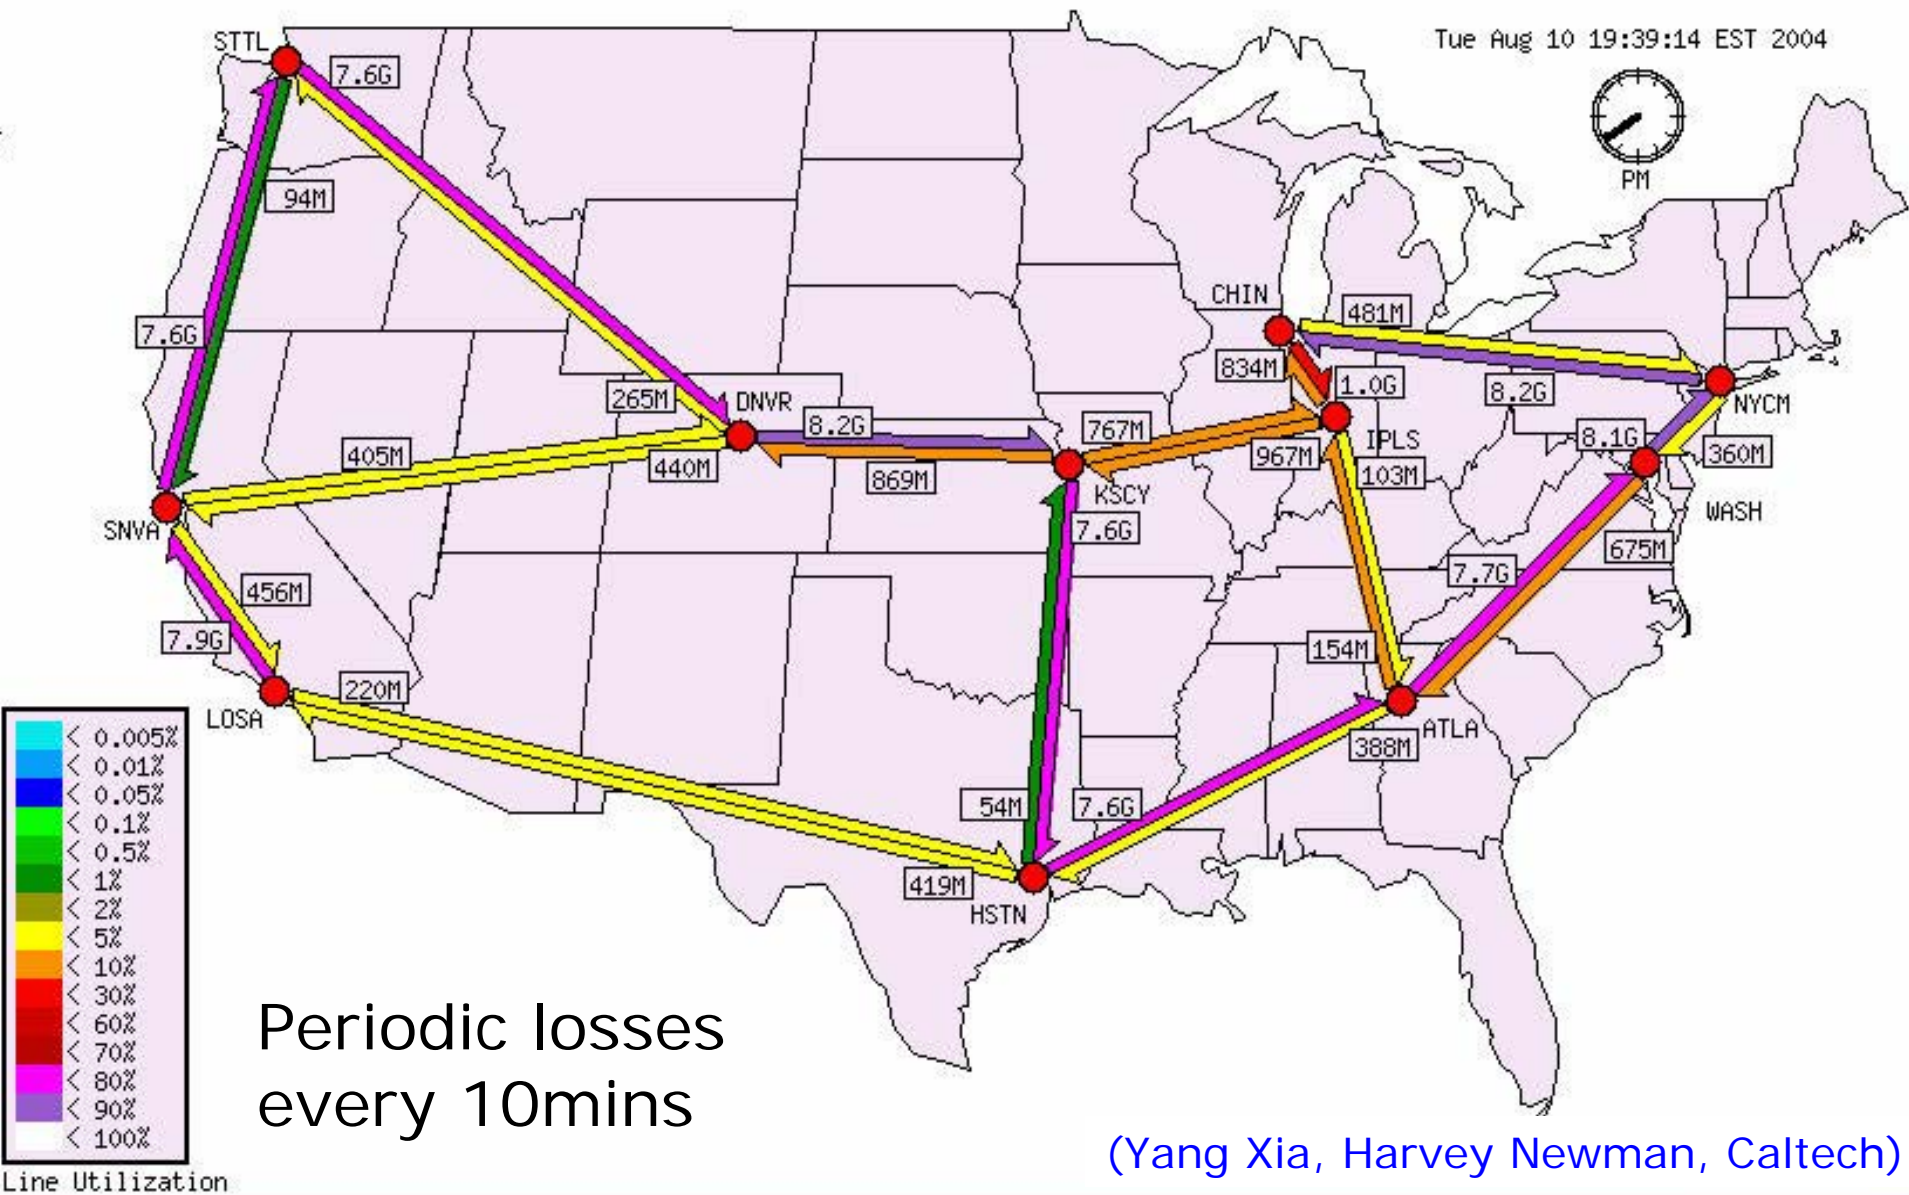 STTL
7.6G
Tue Aug 10 19:39:14 EST 2004
PM
94M
CHIN
481M
7.6G
834M
1.0G
8.2G
NYCM
265M
DNVR
8.2G
767M
IPLS
8.1G
360M
405M
440M
869M
967M
103M
KSCY
WASH
SNVA
7.6G
675M
456M
7.7G
7.9G
154M
220M
LOSA
ATLA
388M
54M
7.6G
419M
HSTN
< 0.005%
< 0.01%
< 0.05%
< 0.1%
< 0.5%
< 1%
< 2%
< 5%
< 10%
< 30%
< 60%
< 70%
< 80%
< 90%
< 100%
Line Utilization
Periodic losses
every 10mins
(Yang Xia, Harvey Newman, Caltech)